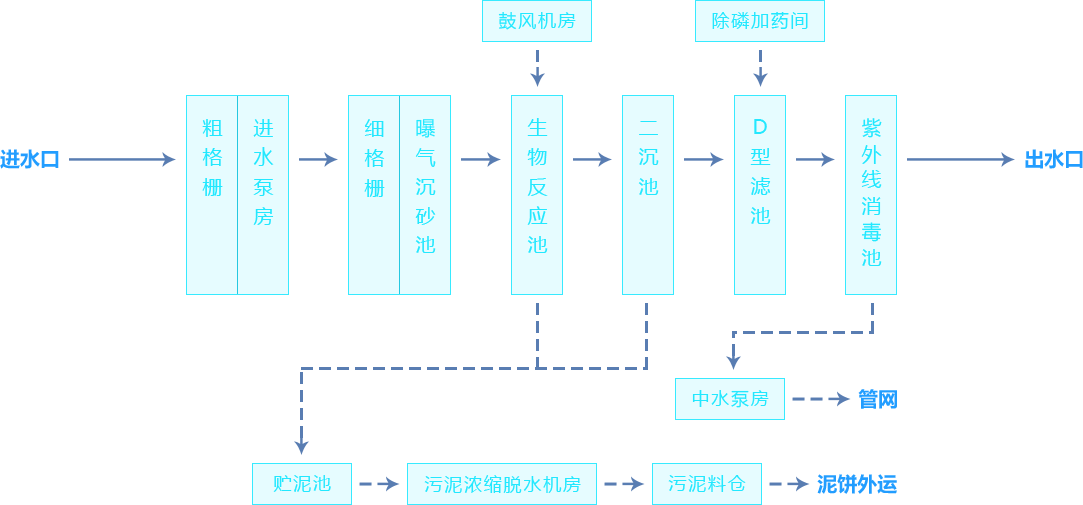 鼓风机房
除磷加药间
进水口
粗格栅
进水泵房
细格栅
曝气沉砂池
生物反应池
二沉池
D型滤池
紫外线消毒池
出水口
中水泵房
管网
贮泥池
污泥浓缩脱水机房
污泥料仓
泥饼外运